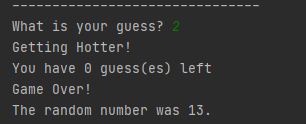 -------------------------------
What is your guess? 2
Getting Hotter!
You have 0 guess(es) left
Game Over!
The random number was 13.